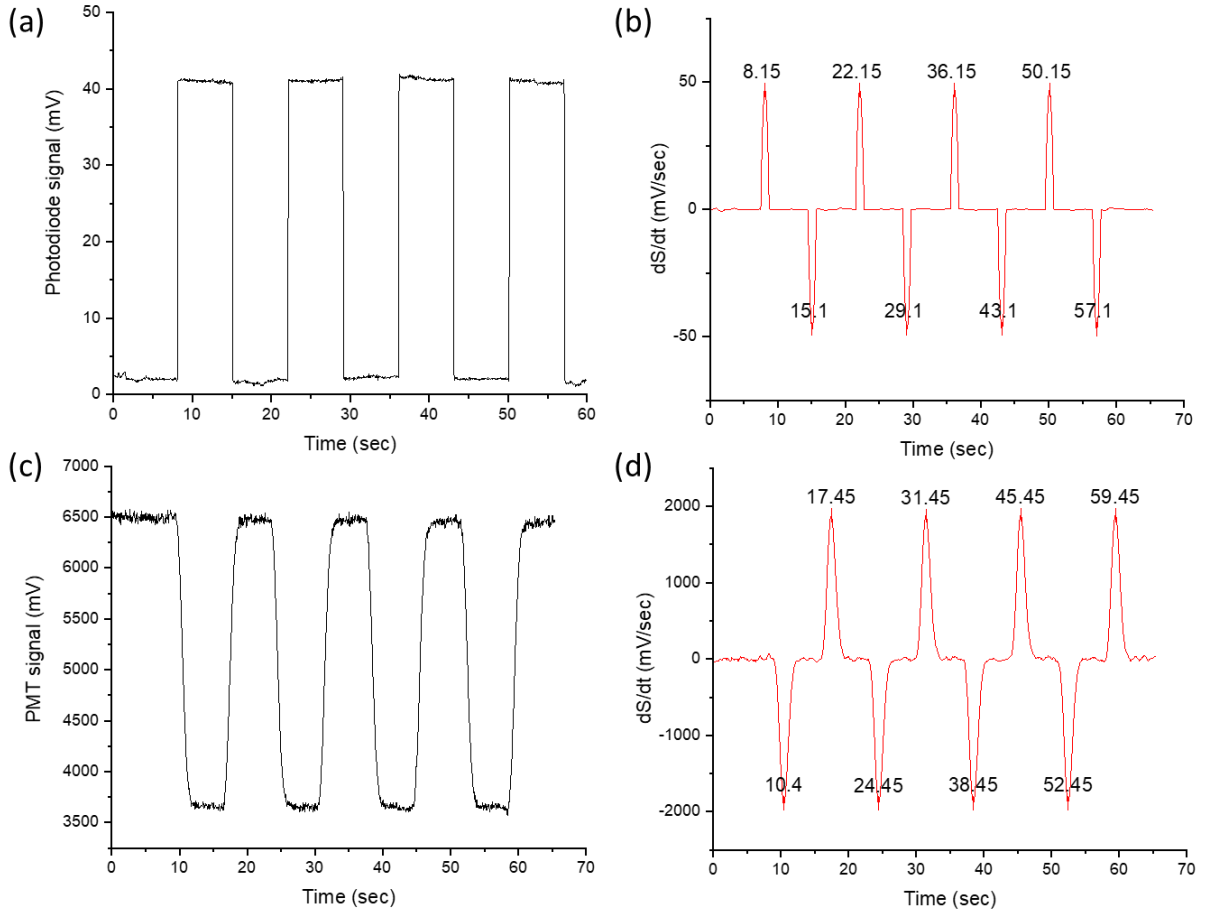 (a)
Photodiode signal (mV)
50
40
30
20
10
0
0 10 20 30 40 50 60
Time (sec)
(b)
dS/dt (mV/sec)
50
0
-50
8.15 22.15 36.15 50.15
15.1 29.1 43.1 57.1
0 10 20 30 40 50 60 70
Time (sec)
(c)
PMT signal (mV)
7000
6500
6000
5500
5000
4500
4000
3500
0 10 20 30 40 50 60 70
Time (sec)
(d)
dS/dt (mV/sec)
2000
1000
0
-1000
-2000
17.45 31.45 45.45 59.45
10.4 24.45 38.45 52.45
0 10 20 30 40 50 60 70
Time (sec)